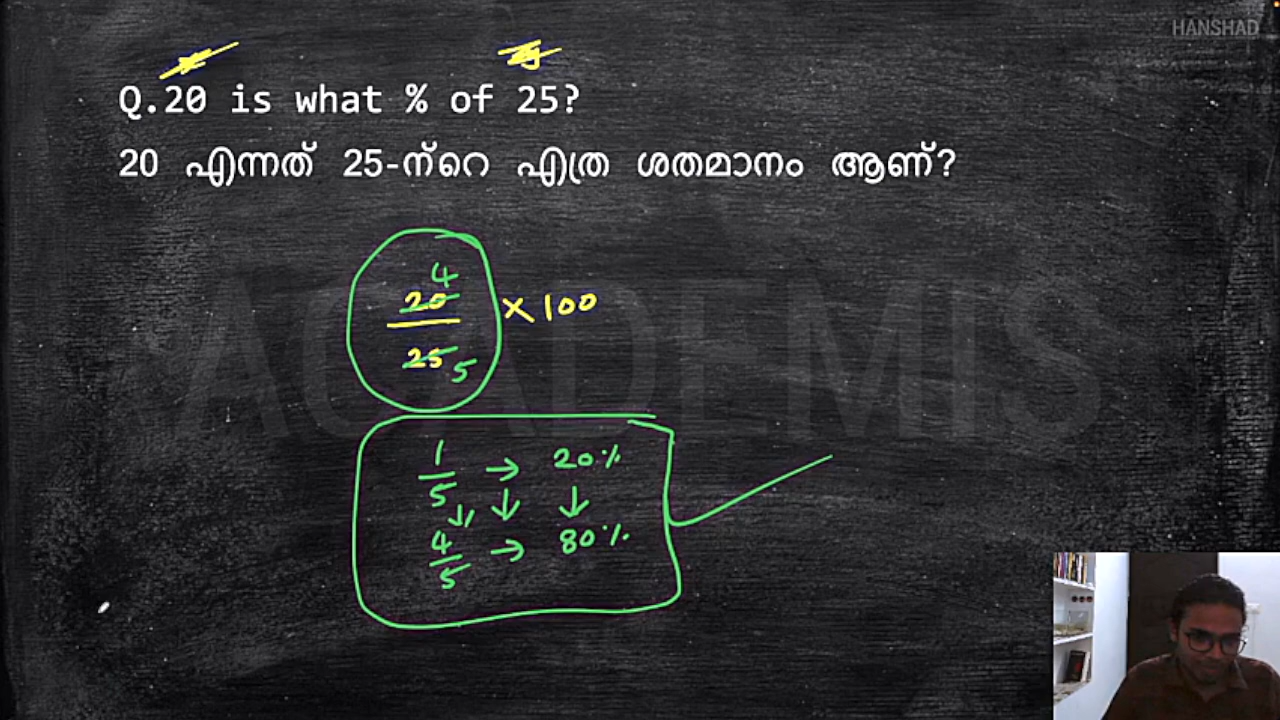 HANSHAD
Q.20 is what % of 25?
20 എന്നത് 25-ന്റെ എത്ര ശതമാനം ആണ്?
4
20
× 100
25
5
1/5 → 20%
↓ ↓ ↓
4/5 → 80%
ACADEMIS